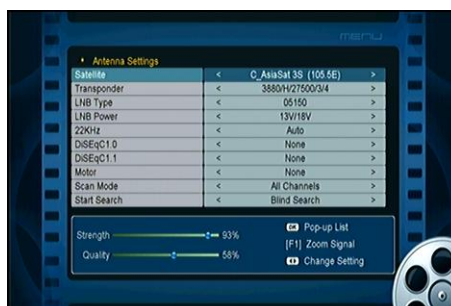 menu
Antenna Settings
Satellite < C_AsiaSat 3S (105.5E) >
Transponder < 3880/H/27500/3/4 >
LNB Type < 05150 >
LNB Power < 13V/18V >
22KHz < Auto >
DiSEqC1.0 < None >
DiSEqC1.1 < None >
Motor < None >
Scan Mode < All Channels >
Start Search < Blind Search >
Strength 93%
Quality 58%
OK Pop-up List
[F1] Zoom Signal
Change Setting